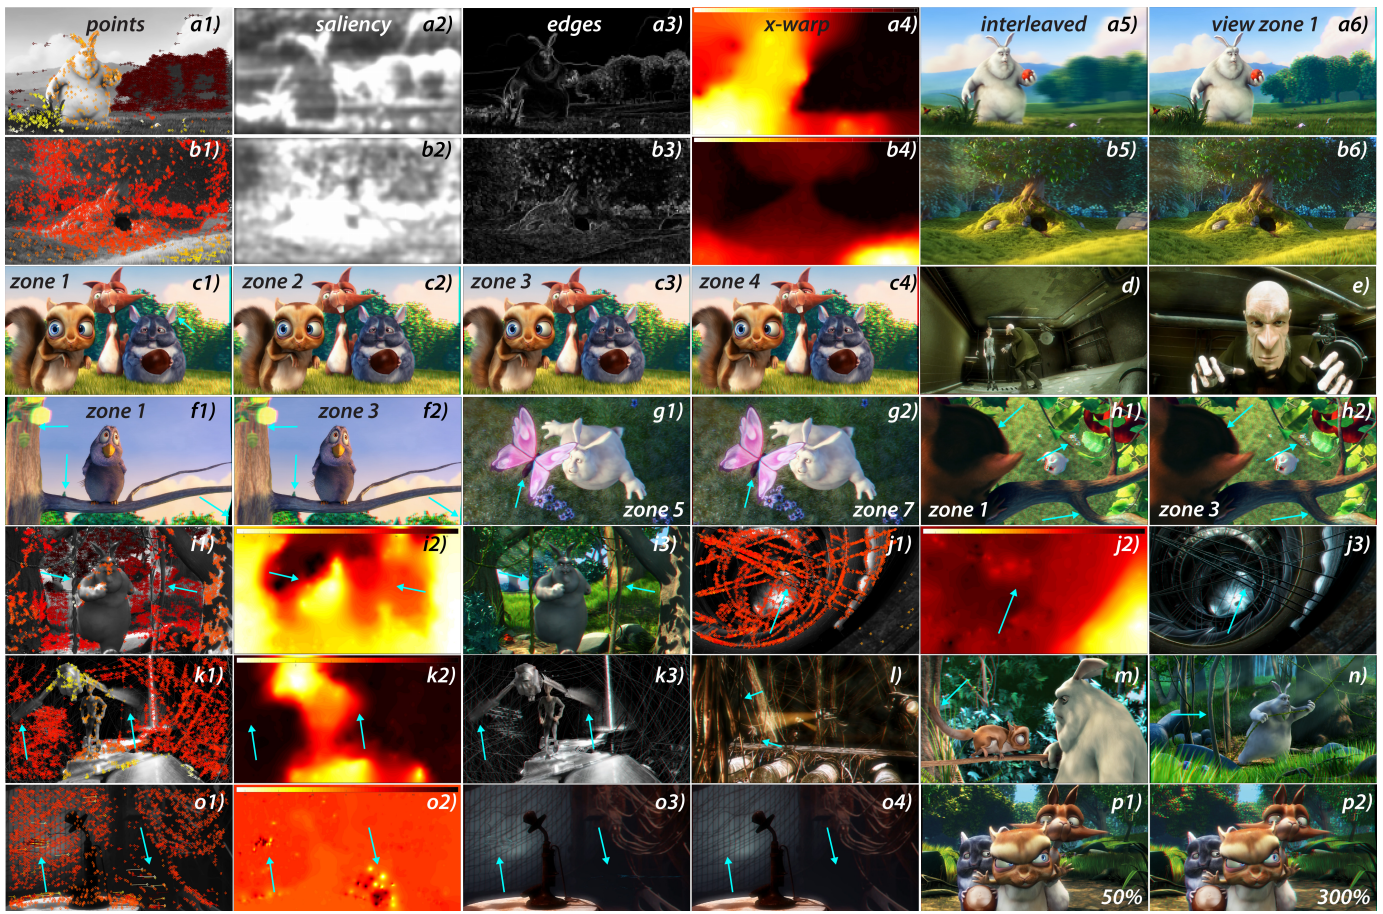 points a1)
saliency a2)
edges a3)
x-warp a4)
interleaved a5)
view zone 1 a6)
b1)
b2)
b3)
b4)
b5)
b6)
zone 1 c1)
zone 2 c2)
zone 3 c3)
zone 4 c4)
d)
e)
zone 1 f1)
zone 3 f2)
g1)
zone 5
g2)
zone 7
h1)
zone 1
h2)
zone 3
i1)
i2)
i3)
j1)
j2)
j3)
k1)
k2)
k3)
l)
m)
n)
o1)
o2)
o3)
o4)
p1)
50%
p2)
300%